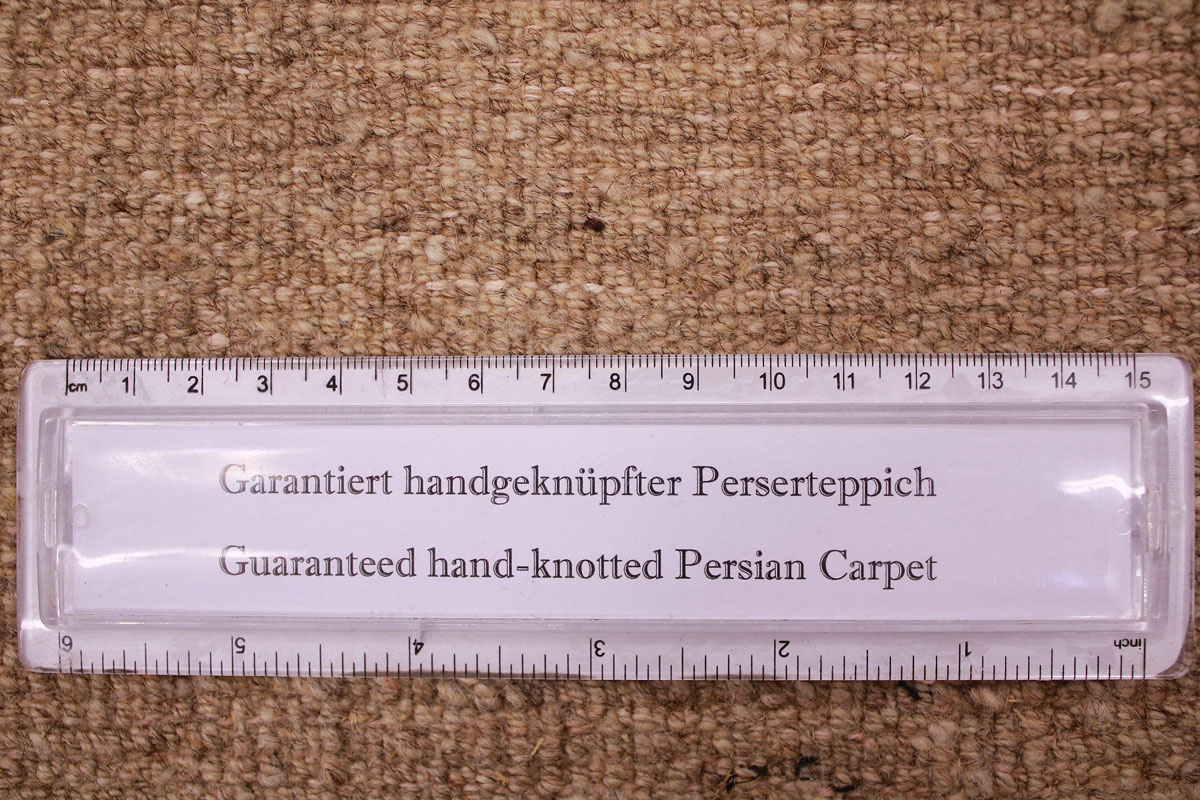 cm 1 2 3 4 5 6 7 8 9 10 11 12 13 14 15
Garantiert handgeknüpfter Perserteppich
Guaranteed hand-knotted Persian Carpet
6 5 4 3 2 1 inch